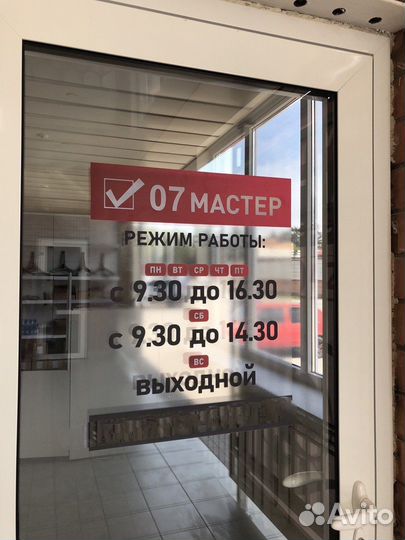 07 МАСТЕР
РЕЖИМ РАБОТЫ:
ПН ВТ СР ЧТ ПТ
с 9.30 до 16.30
СБ
с 9.30 до 14.30
ВС
выходной
Avito